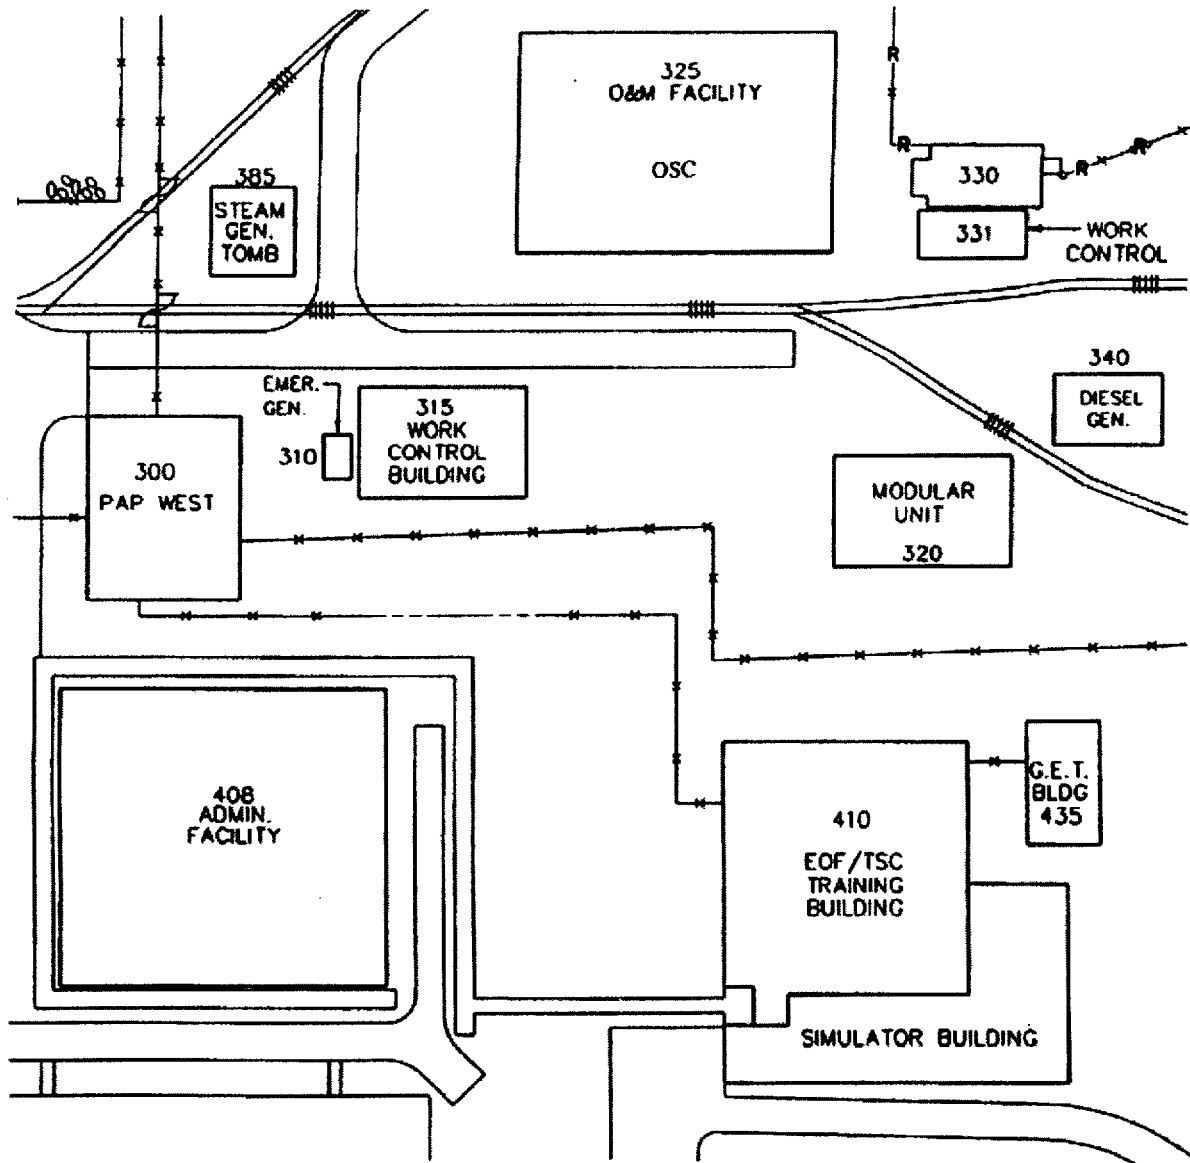 325
O&M FACILITY
OSC
R
R
R
R
330
331
WORK
CONTROL
385
STEAM
GEN.
TOMB
340
DIESEL
GEN.
EMER.
GEN.
310
315
WORK
CONTROL
BUILDING
300
PAP WEST
MODULAR
UNIT
320
408
ADMIN.
FACILITY
G.E.T.
BLDG
435
410
EOF/TSC
TRAINING
BUILDING
SIMULATOR BUILDING